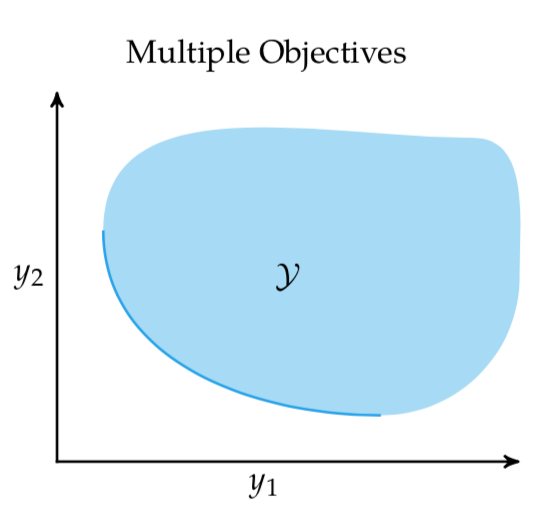 Multiple Objectives
y₂
𝒴
y₁